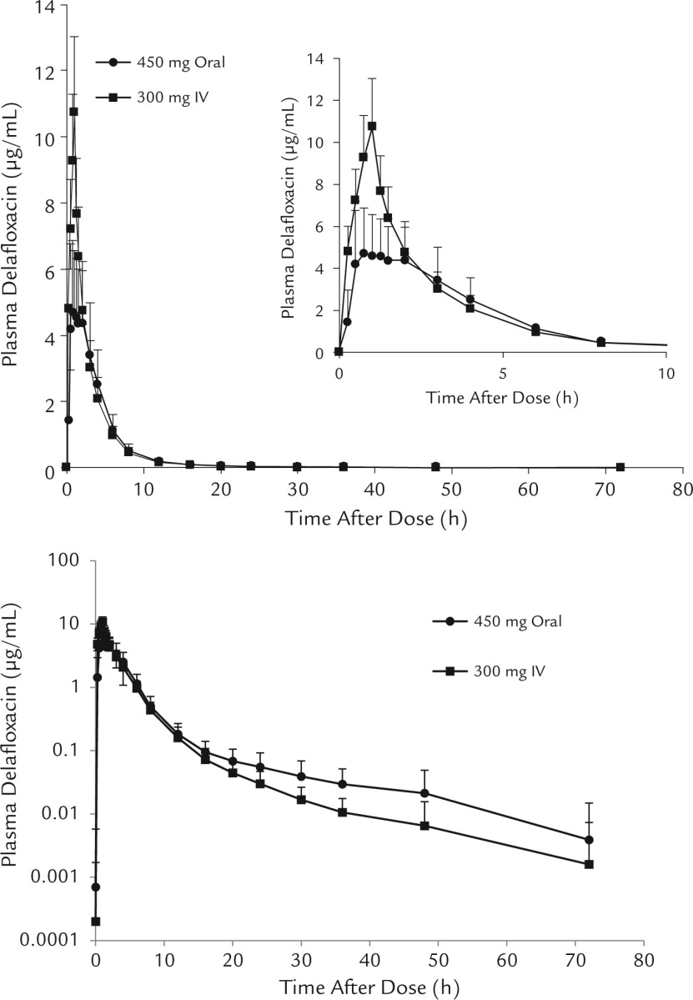 14
12
10
8
6
4
2
0
Plasma Delafloxacin (µg/mL)
450 mg Oral
300 mg IV
0 10 20 30 40 50 60 70 80
Time After Dose (h)
14
12
10
8
6
4
2
0
Plasma Delafloxacin (µg/mL)
0 5 10
Time After Dose (h)
100
10
1
0.1
0.01
0.001
0.0001
Plasma Delafloxacin (µg/mL)
450 mg Oral
300 mg IV
0 10 20 30 40 50 60 70 80
Time After Dose (h)